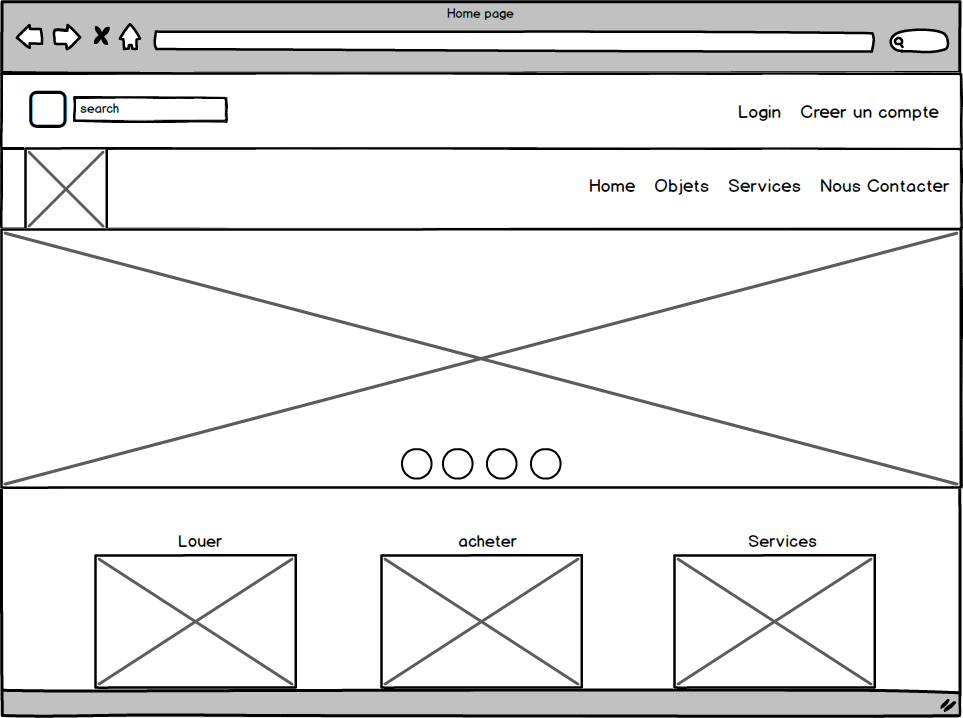 Home page
search
Login Creer un compte
Home Objets Services Nous Contacter
Louer acheter Services